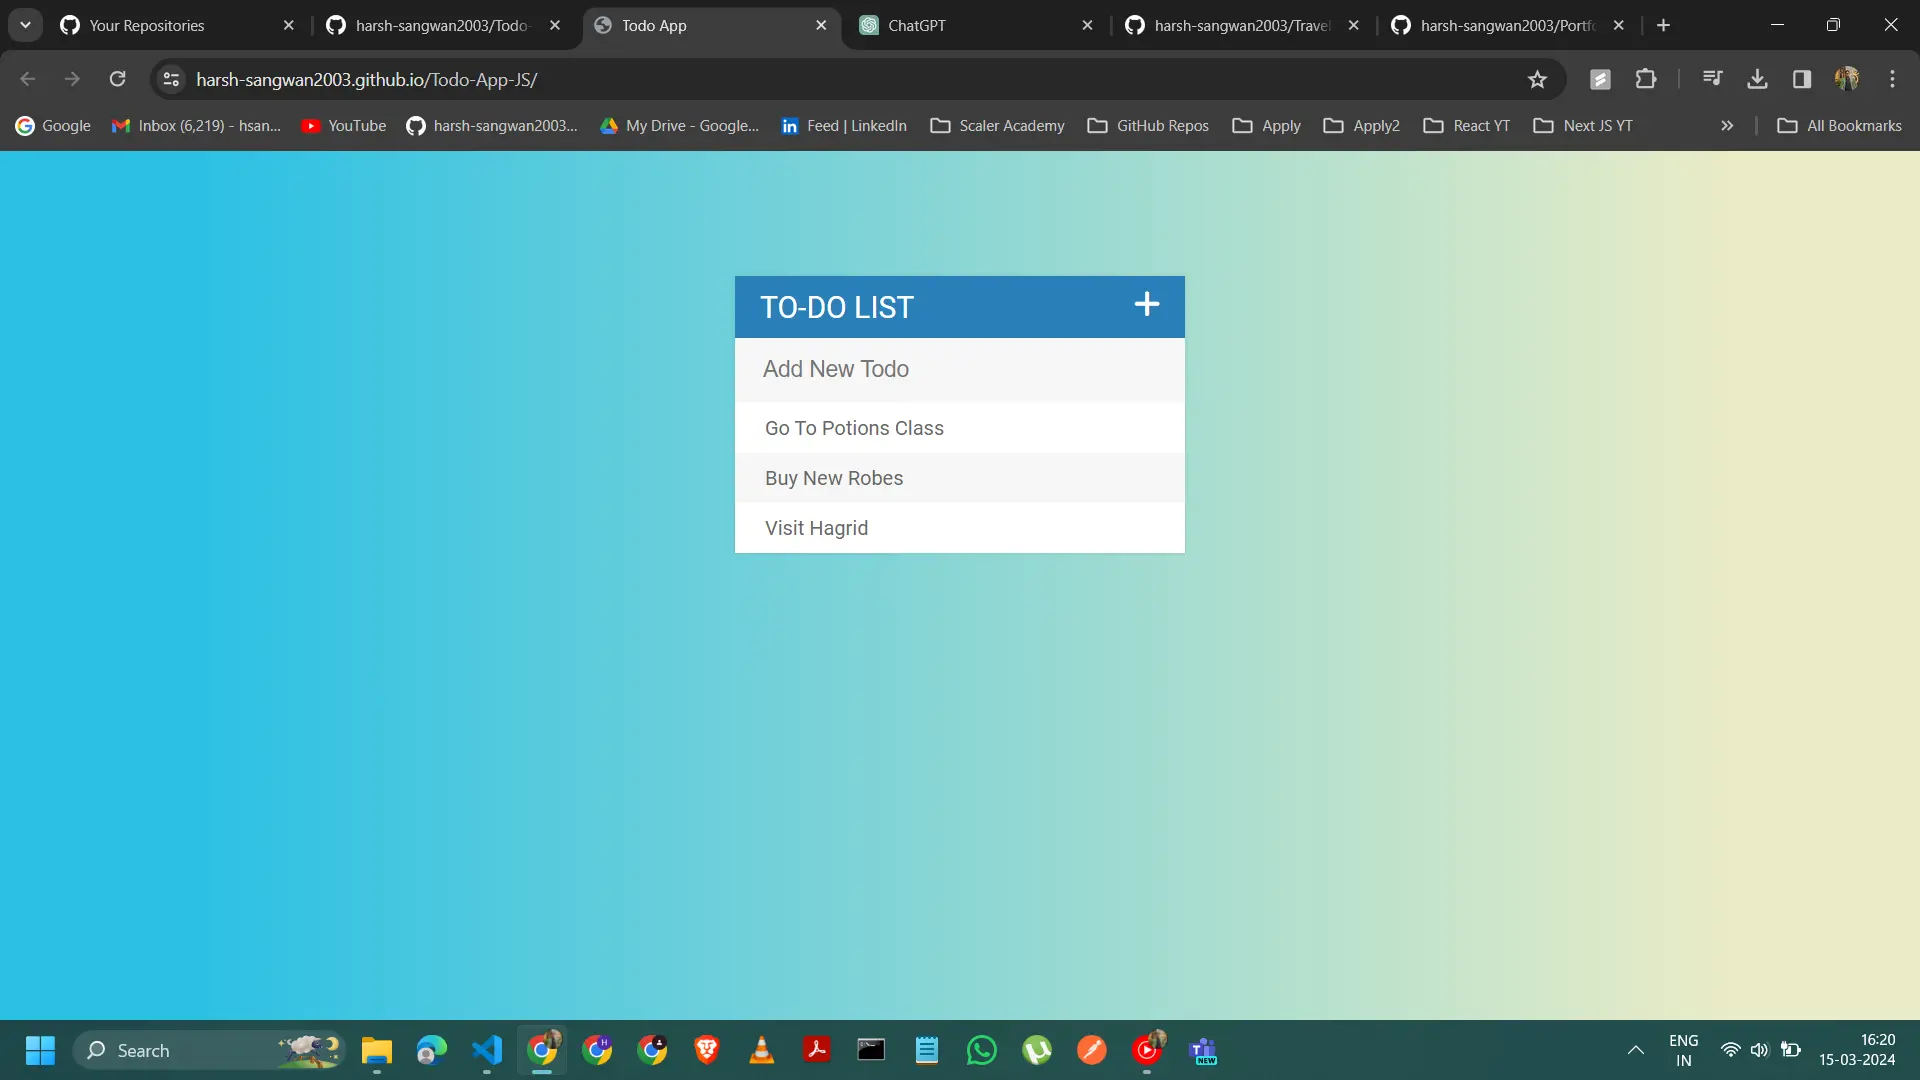 Your Repositories
harsh-sangwan2003/Todo-
Todo App
ChatGPT
harsh-sangwan2003/Travel
harsh-sangwan2003/Portfo
harsh-sangwan2003.github.io/Todo-App-JS/
Google
Inbox (6,219) - hsan...
YouTube
harsh-sangwan2003...
My Drive - Google...
in
Feed | LinkedIn
Scaler Academy
GitHub Repos
Apply
Apply2
React YT
Next JS YT
All Bookmarks
TO-DO LIST
Add New Todo
Go To Potions Class
Buy New Robes
Visit Hagrid
Search
H
NEW
ENG
IN
16:20
15-03-2024